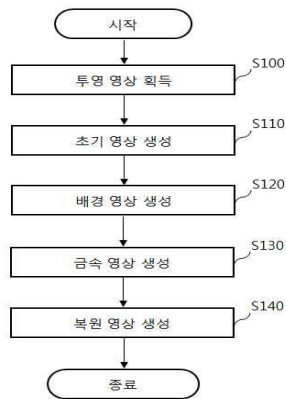 시작
투영 영상 획득
S100
초기 영상 생성
S110
배경 영상 생성
S120
금속 영상 생성
S130
복원 영상 생성
S140
종료